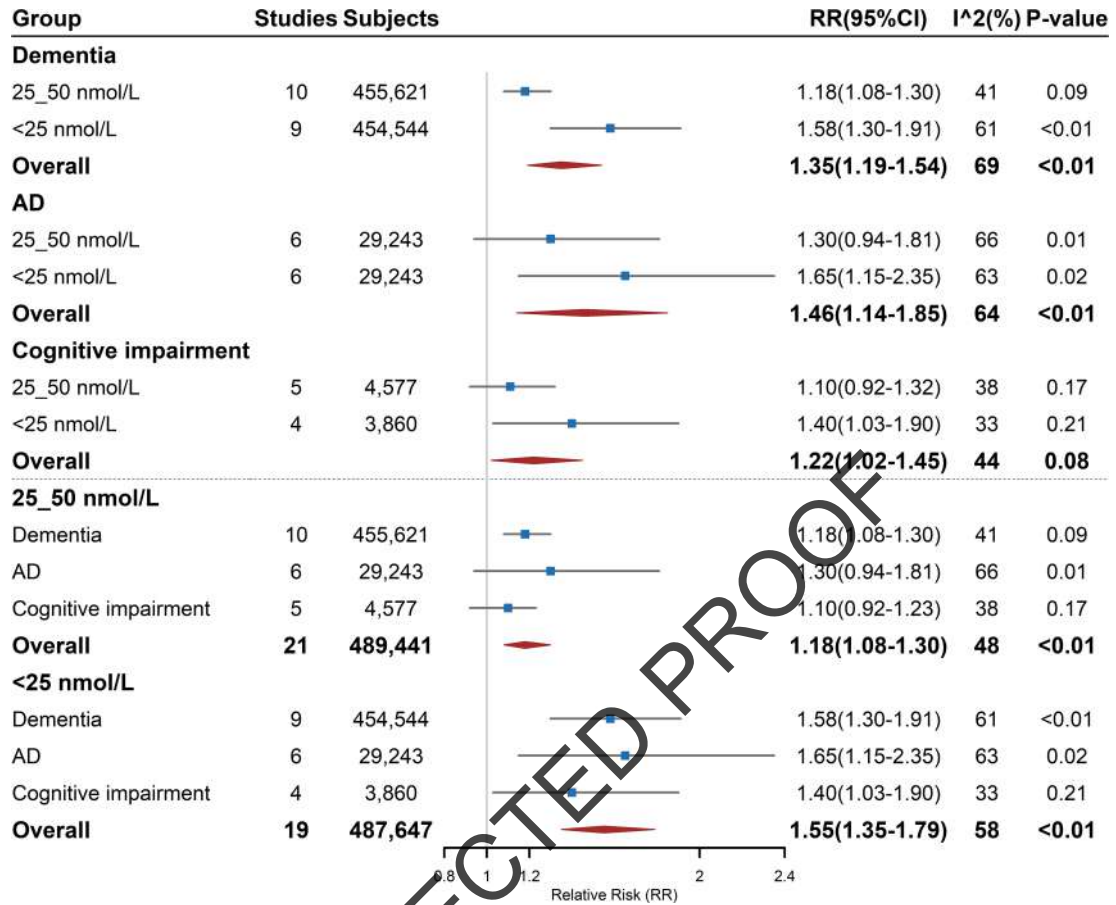 Group Studies Subjects RR(95%CI) I^2(%) P-value
Dementia
25_50 nmol/L 10 455,621 1.18(1.08-1.30) 41 0.09
<25 nmol/L 9 454,544 1.58(1.30-1.91) 61 <0.01
Overall 1.35(1.19-1.54) 69 <0.01
AD
25_50 nmol/L 6 29,243 1.30(0.94-1.81) 66 0.01
<25 nmol/L 6 29,243 1.65(1.15-2.35) 63 0.02
Overall 1.46(1.14-1.85) 64 <0.01
Cognitive impairment
25_50 nmol/L 5 4,577 1.10(0.92-1.32) 38 0.17
<25 nmol/L 4 3,860 1.40(1.03-1.90) 33 0.21
Overall 1.22(1.02-1.45) 44 0.08
25_50 nmol/L
Dementia 10 455,621 1.18(1.08-1.30) 41 0.09
AD 6 29,243 1.30(0.94-1.81) 66 0.01
Cognitive impairment 5 4,577 1.10(0.92-1.23) 38 0.17
Overall 21 489,441 1.18(1.08-1.30) 48 <0.01
<25 nmol/L
Dementia 9 454,544 1.58(1.30-1.91) 61 <0.01
AD 6 29,243 1.65(1.15-2.35) 63 0.02
Cognitive impairment 4 3,860 1.40(1.03-1.90) 33 0.21
Overall 19 487,647 1.55(1.35-1.79) 58 <0.01
0.8 1 1.2 2 2.4
Relative Risk (RR)
ECTED PROOF